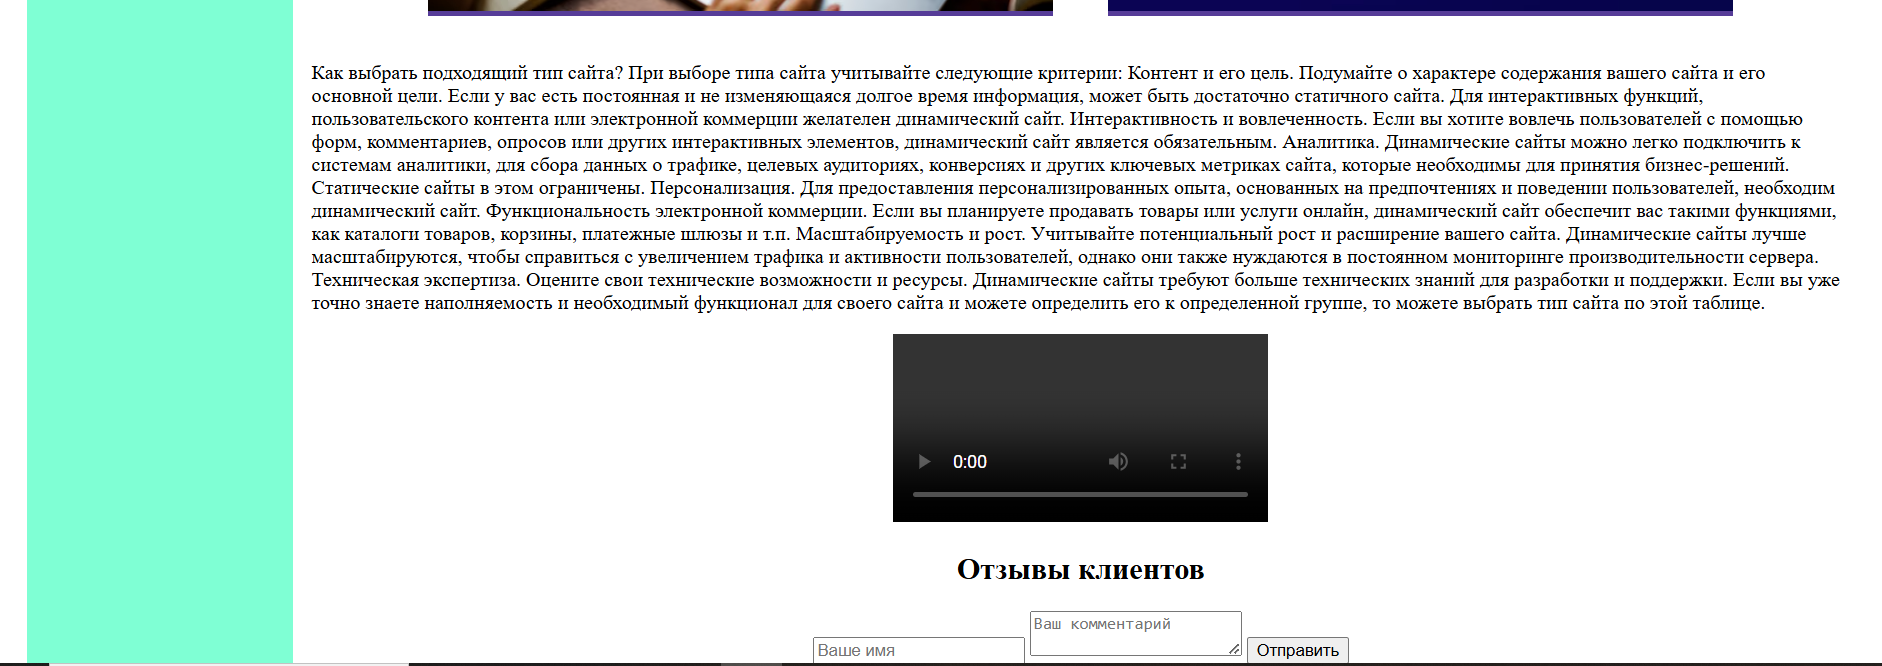 Как выбрать подходящий тип сайта? При выборе типа сайта учитывайте следующие критерии: Контент и его цель. Подумайте о характере содержания вашего сайта и его
основной цели. Если у вас есть постоянная и не изменяющаяся долгое время информация, может быть достаточно статичного сайта. Для интерактивных функций,
пользовательского контента или электронной коммерции желателен динамический сайт. Интерактивность и вовлеченность. Если вы хотите вовлечь пользователей с помощью
форм, комментариев, опросов или других интерактивных элементов, динамический сайт является обязательным. Аналитика. Динамические сайты можно легко подключить к
системам аналитики, для сбора данных о трафике, целевых аудиториях, конверсиях и других ключевых метриках сайта, которые необходимы для принятия бизнес-решений.
Статические сайты в этом ограничены. Персонализация. Для предоставления персонализированных опыта, основанных на предпочтениях и поведении пользователей, необходим
динамический сайт. Функциональность электронной коммерции. Если вы планируете продавать товары или услуги онлайн, динамический сайт обеспечит вас такими функциями,
как каталоги товаров, корзины, платежные шлюзы и т.п. Масштабируемость и рост. Учитывайте потенциальный рост и расширение вашего сайта. Динамические сайты лучше
масштабируются, чтобы справиться с увеличением трафика и активности пользователей, однако они также нуждаются в постоянном мониторинге производительности сервера.
Техническая экспертиза. Оцените свои технические возможности и ресурсы. Динамические сайты требуют больше технических знаний для разработки и поддержки. Если вы уже
точно знаете наполняемость и необходимый функционал для своего сайта и можете определить его к определенной группе, то можете выбрать тип сайта по этой таблице.
0:00
Отзывы клиентов
Ваше имя
Ваш комментарий
Отправить